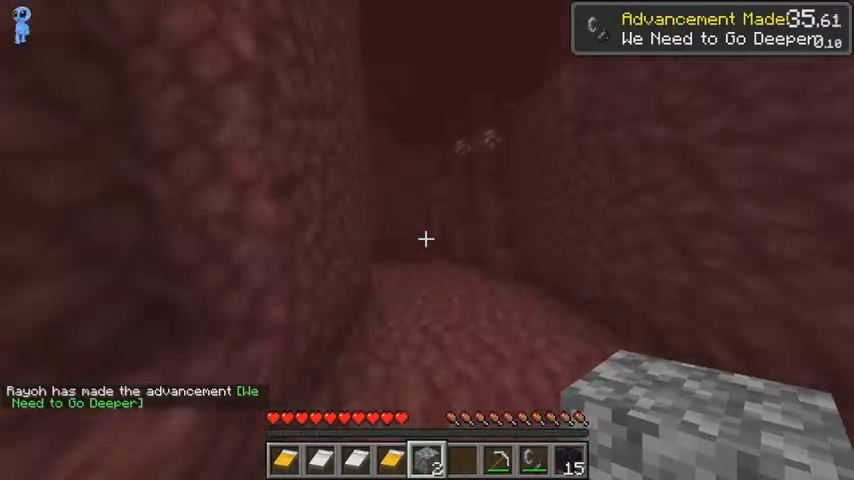 Advancement Made
35.61
We Need to Go Deeper
0.10
Rayoh has made the advancement [We
Need to Go Deeper]
2
15